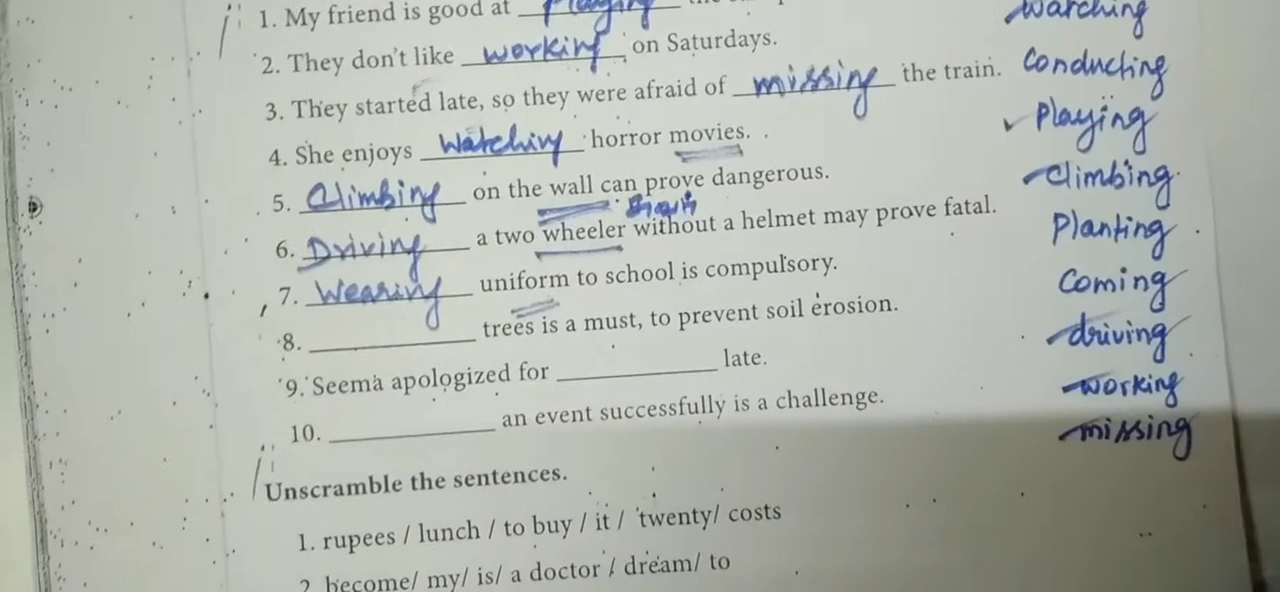 1. My friend is good at playing the
watching
2. They don't like working on Saturdays.
conducting
3. They started late, so they were afraid of missing the train.
playing
4. She enjoys watching horror movies.
climbing
5. Climbing on the wall can prove dangerous.
planting
6. Driving a two wheeler without a helmet may prove fatal.
coming
7. Wearing uniform to school is compulsory.
driving
8. ____________ trees is a must, to prevent soil erosion.
working
9. Seema apologized for ____________ late.
missing
10. ____________ an event successfully is a challenge.
Unscramble the sentences.
1. rupees / lunch / to buy / it / twenty/ costs
2. become/ my/ is/ a doctor / dream/ to